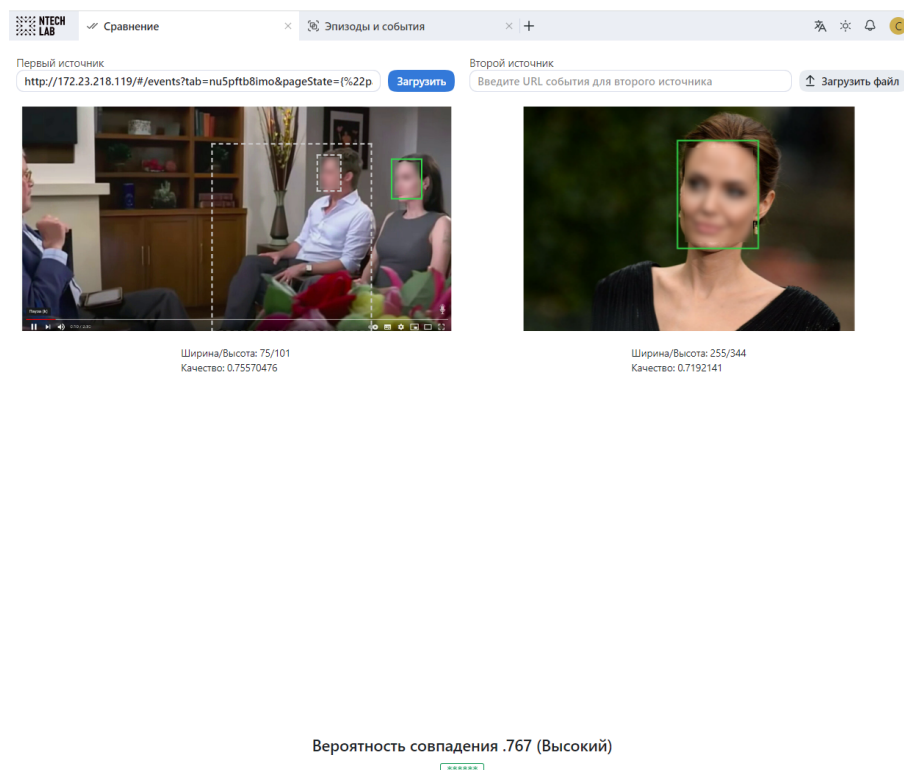 NTECH
LAB
Сравнение
Эпизоды и события
C
Первый источник
Второй источник
http://172.23.218.119/#/events?tab=nu5pftb8imo&pageState={%22p
Загрузить
Введите URL события для второго источника
Загрузить файл
Пауза (k)
Ширина/Высота: 75/101
Качество: 0.75570476
Ширина/Высота: 255/344
Качество: 0.7192141
Вероятность совпадения .767 (Высокий)
******